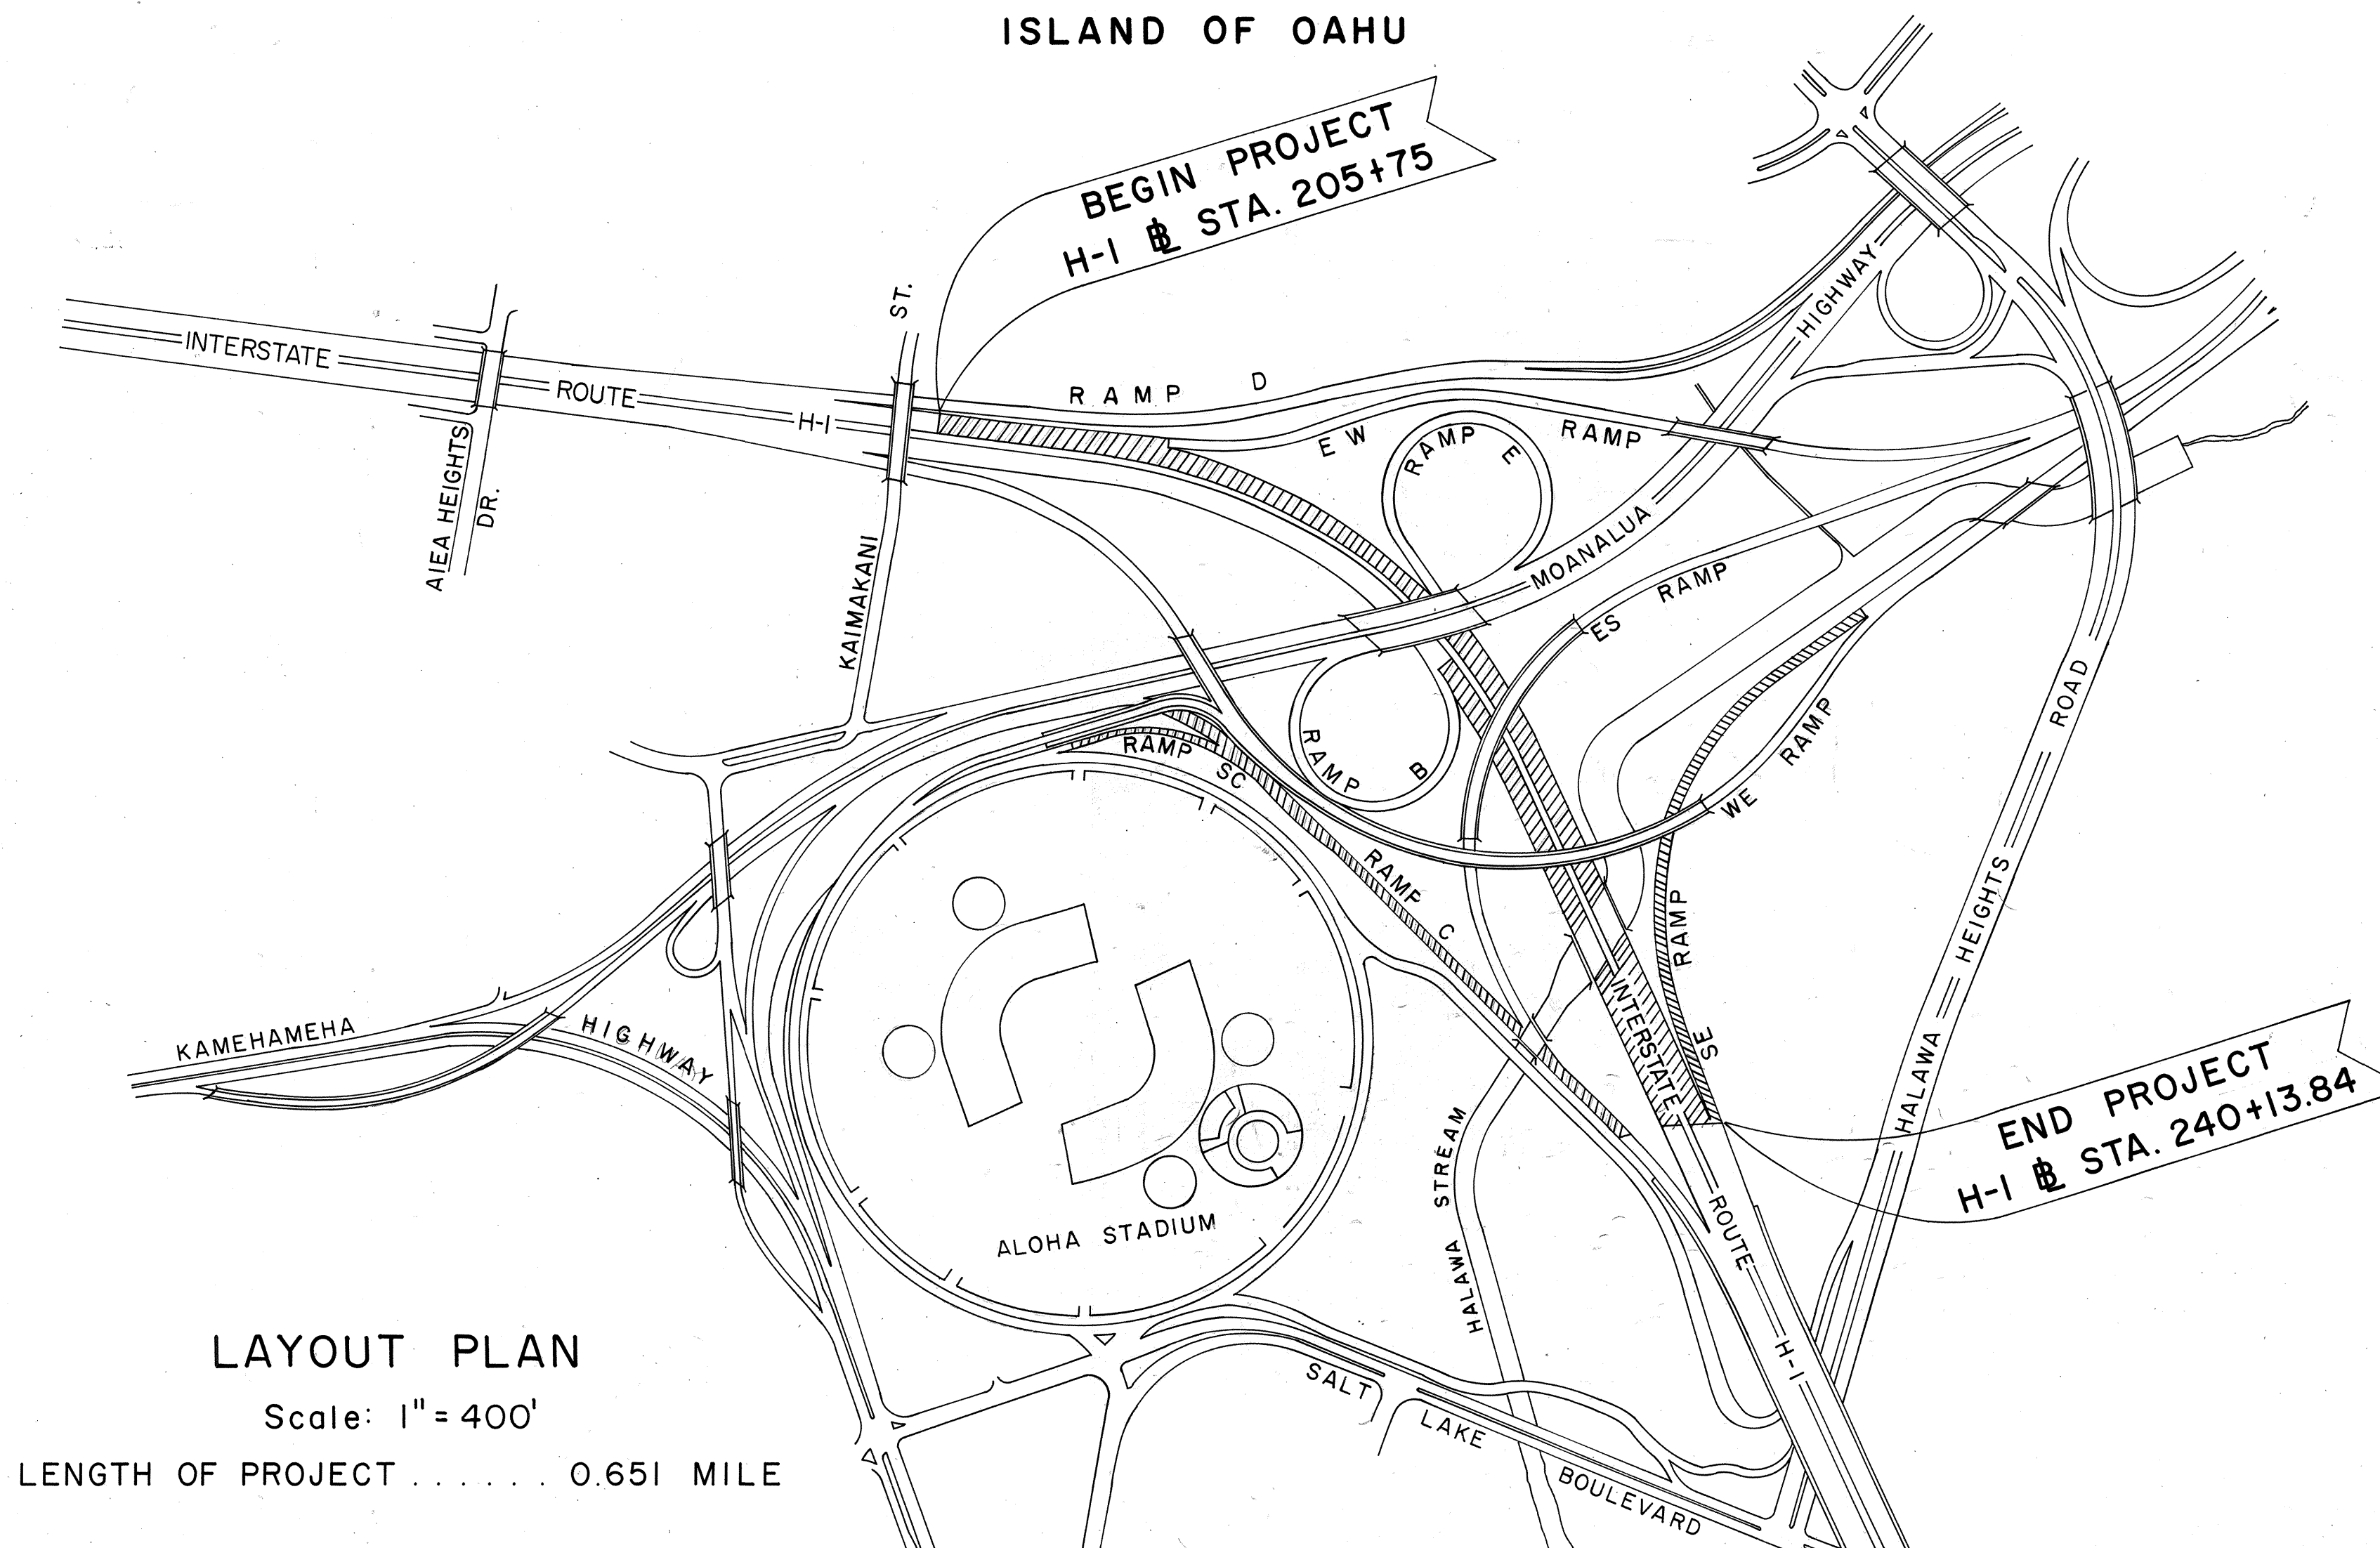 ISLAND OF OAHU
BEGIN PROJECT
H-1 BL STA. 205+75
INTERSTATE
ROUTE
H-1
AIEA HEIGHTS
DR.
KAIMAKANI
ST.
RAMP D
EW
RAMP
RAMP E
MOANALUA
HIGHWAY
ES
RAMP
RAMP B
RAMP
SC
RAMP
C
WE
RAMP
RAMP
SE
INTERSTATE
ROUTE
H-1
HALAWA HEIGHTS ROAD
KAMEHAMEHA
HIGHWAY
ALOHA STADIUM
HALAWA STREAM
SALT
LAKE
BOULEVARD
END PROJECT
H-1 BL STA. 240+13.84
LAYOUT PLAN
Scale: 1" = 400'
LENGTH OF PROJECT . . . . . . 0.651 MILE